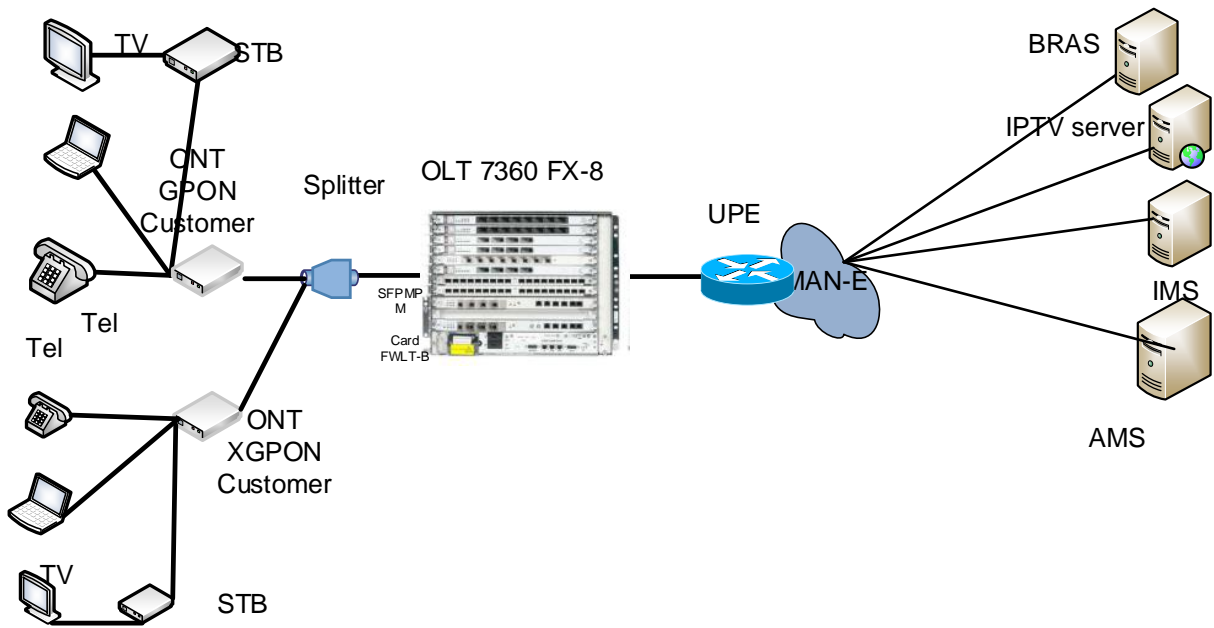 TV
STB
BRAS
IPTV server
ONT
GPON
Customer
Splitter
OLT 7360 FX-8
UPE
MAN-E
SFPMP
M
Card
FWLT-B
IMS
Tel
Tel
ONT
XGPON
Customer
AMS
TV
STB